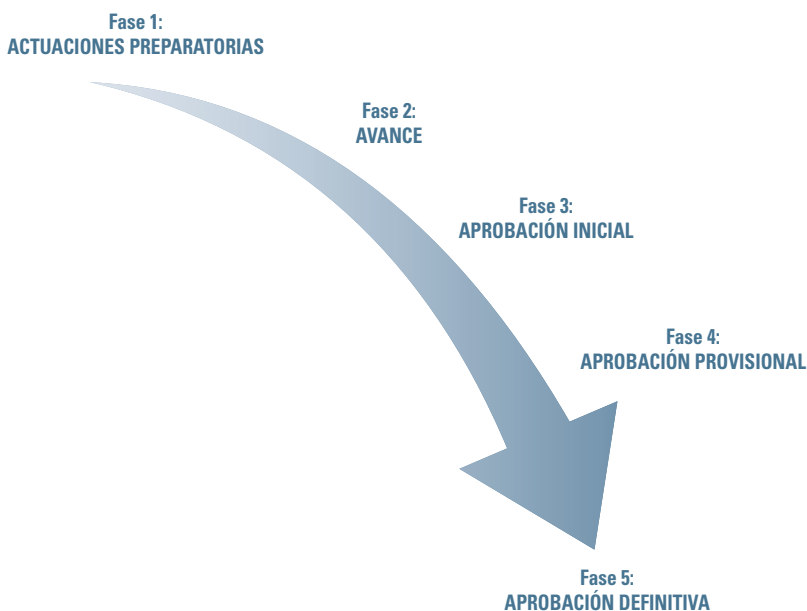 Fase 1:
ACTUACIONES PREPARATORIAS
Fase 2:
AVANCE
Fase 3:
APROBACIÓN INICIAL
Fase 4:
APROBACIÓN PROVISIONAL
Fase 5:
APROBACIÓN DEFINITIVA